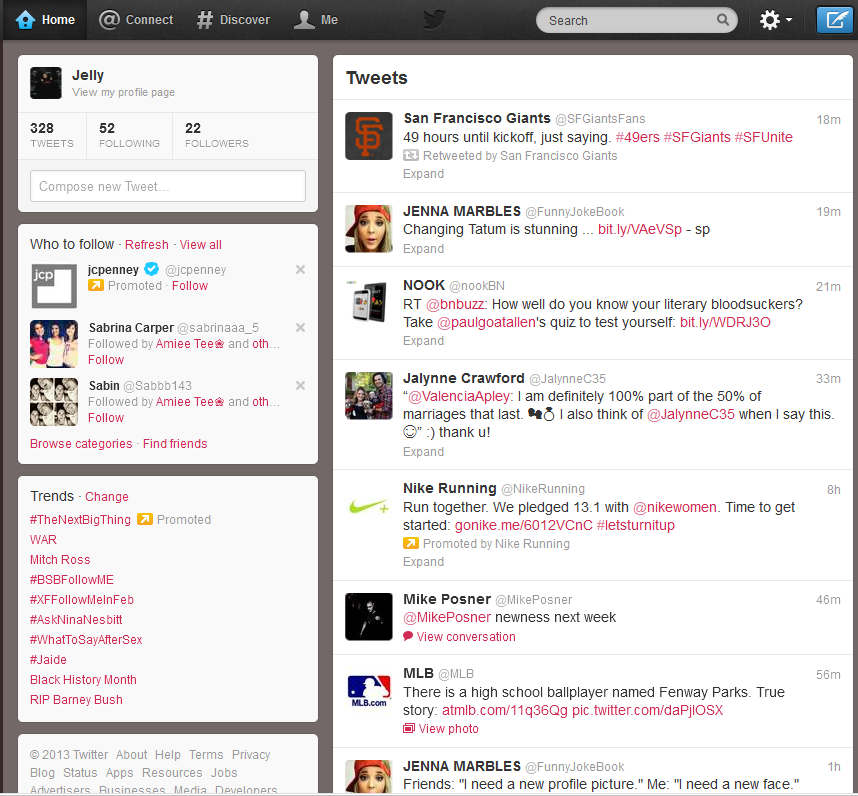 Home
Connect
Discover
Me
Search
Jelly
View my profile page
328
TWEETS
52
FOLLOWING
22
FOLLOWERS
Compose new Tweet...
Who to follow · Refresh · View all
jcp
jcpenney @jcpenney
Promoted · Follow
Sabrina Carper @sabrinaaa_5
Followed by Amiee Tee❀ and oth...
Follow
Sabin @Sabbb143
Followed by Amiee Tee❀ and oth...
Follow
Browse categories · Find friends
Trends · Change
#TheNextBigThing Promoted
WAR
Mitch Ross
#BSBFollowME
#XFFollowMeInFeb
#AskNinaNesbitt
#WhatToSayAfterSex
#Jaide
Black History Month
RIP Barney Bush
© 2013 Twitter About Help Terms Privacy
Blog Status Apps Resources Jobs
Advertisers Businesses Media Developers
Tweets
San Francisco Giants @SFGiantsFans 18m
49 hours until kickoff, just saying. #49ers #SFGiants #SFUnite
Retweeted by San Francisco Giants
Expand
JENNA MARBLES @FunnyJokeBook 19m
Changing Tatum is stunning ... bit.ly/VAeVSp - sp
Expand
NOOK @nookBN 21m
RT @bnbuzz: How well do you know your literary bloodsuckers?
Take @paulgoatallen's quiz to test yourself: bit.ly/WDRJ3O
Expand
Jalynne Crawford @JalynneC35 33m
“@ValenciaApley: I am definitely 100% part of the 50% of
marriages that last. 💍 I also think of @JalynneC35 when I say this.
☺” :) thank u!
Expand
Nike Running @NikeRunning 8h
Run together. We pledged 13.1 with @nikewomen. Time to get
started: gonike.me/6012VCnC #letsturnitup
Promoted by Nike Running
Expand
Mike Posner @MikePosner 46m
@MikePosner newness next week
View conversation
MLB.com
MLB @MLB 56m
There is a high school ballplayer named Fenway Parks. True
story: atmlb.com/11q36Qg pic.twitter.com/daPjIOSX
View photo
JENNA MARBLES @FunnyJokeBook 1h
Friends: "I need a new profile picture." Me: "I need a new face."